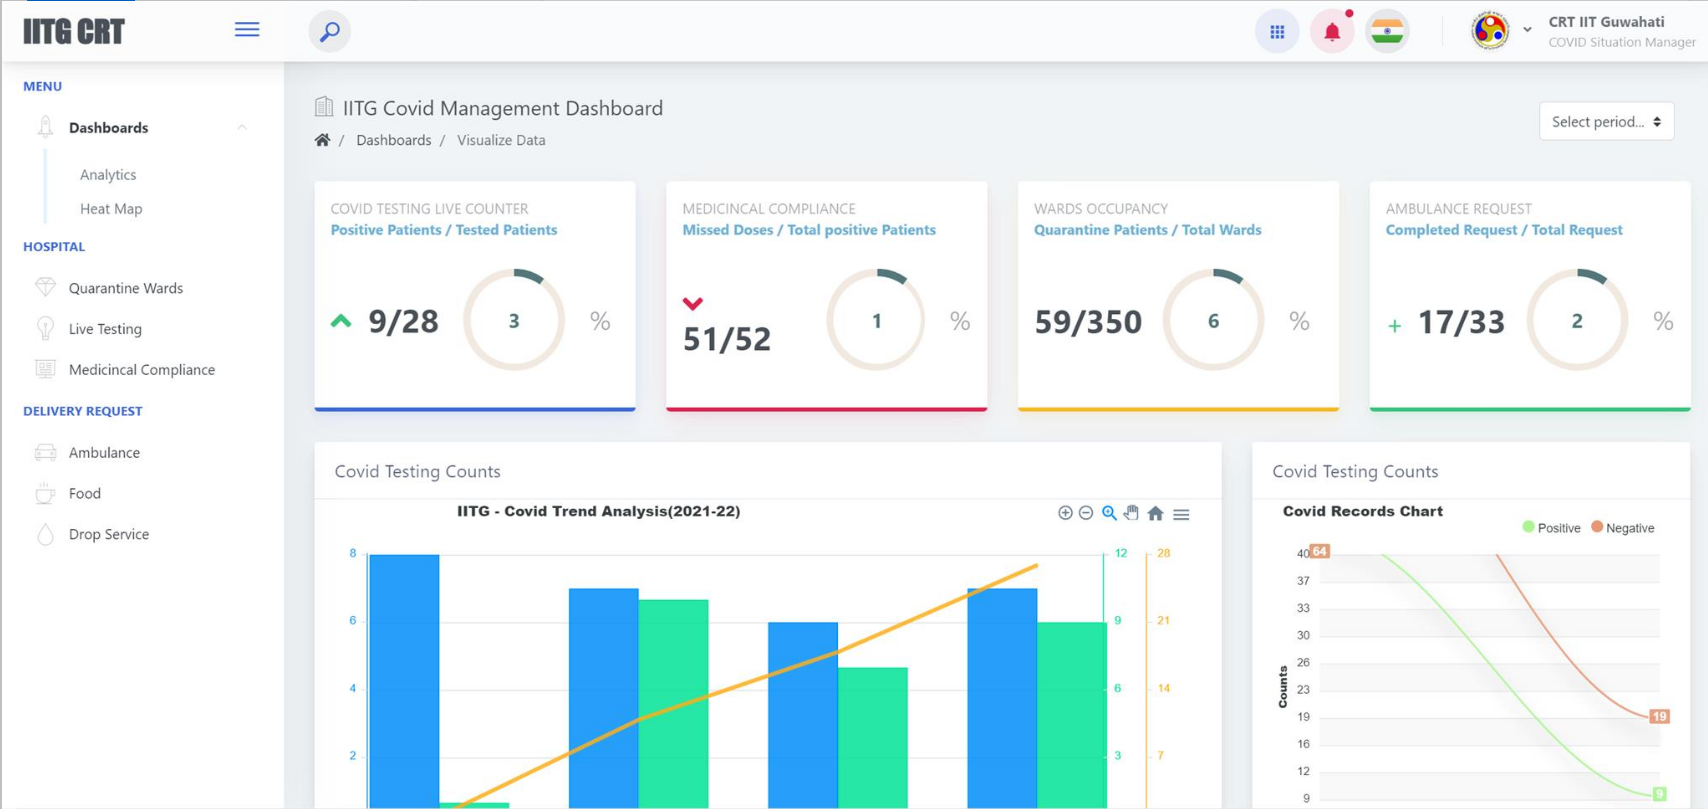 IITG CRT
CRT IIT Guwahati
COVID Situation Manager
MENU
Dashboards
Analytics
Heat Map
HOSPITAL
Quarantine Wards
Live Testing
Medicincal Compliance
DELIVERY REQUEST
Ambulance
Food
Drop Service
IITG Covid Management Dashboard
/ Dashboards / Visualize Data
Select period...
COVID TESTING LIVE COUNTER
Positive Patients / Tested Patients
9/28
3
%
MEDICINCAL COMPLIANCE
Missed Doses / Total positive Patients
51/52
1
%
WARDS OCCUPANCY
Quarantine Patients / Total Wards
59/350
6
%
AMBULANCE REQUEST
Completed Request / Total Request
+ 17/33
2
%
Covid Testing Counts
IITG - Covid Trend Analysis(2021-22)
8
6
4
2
12
9
6
3
28
21
14
7
Covid Testing Counts
Covid Records Chart
Positive Negative
Counts
40
37
33
30
26
23
19
16
12
9
64
19
9